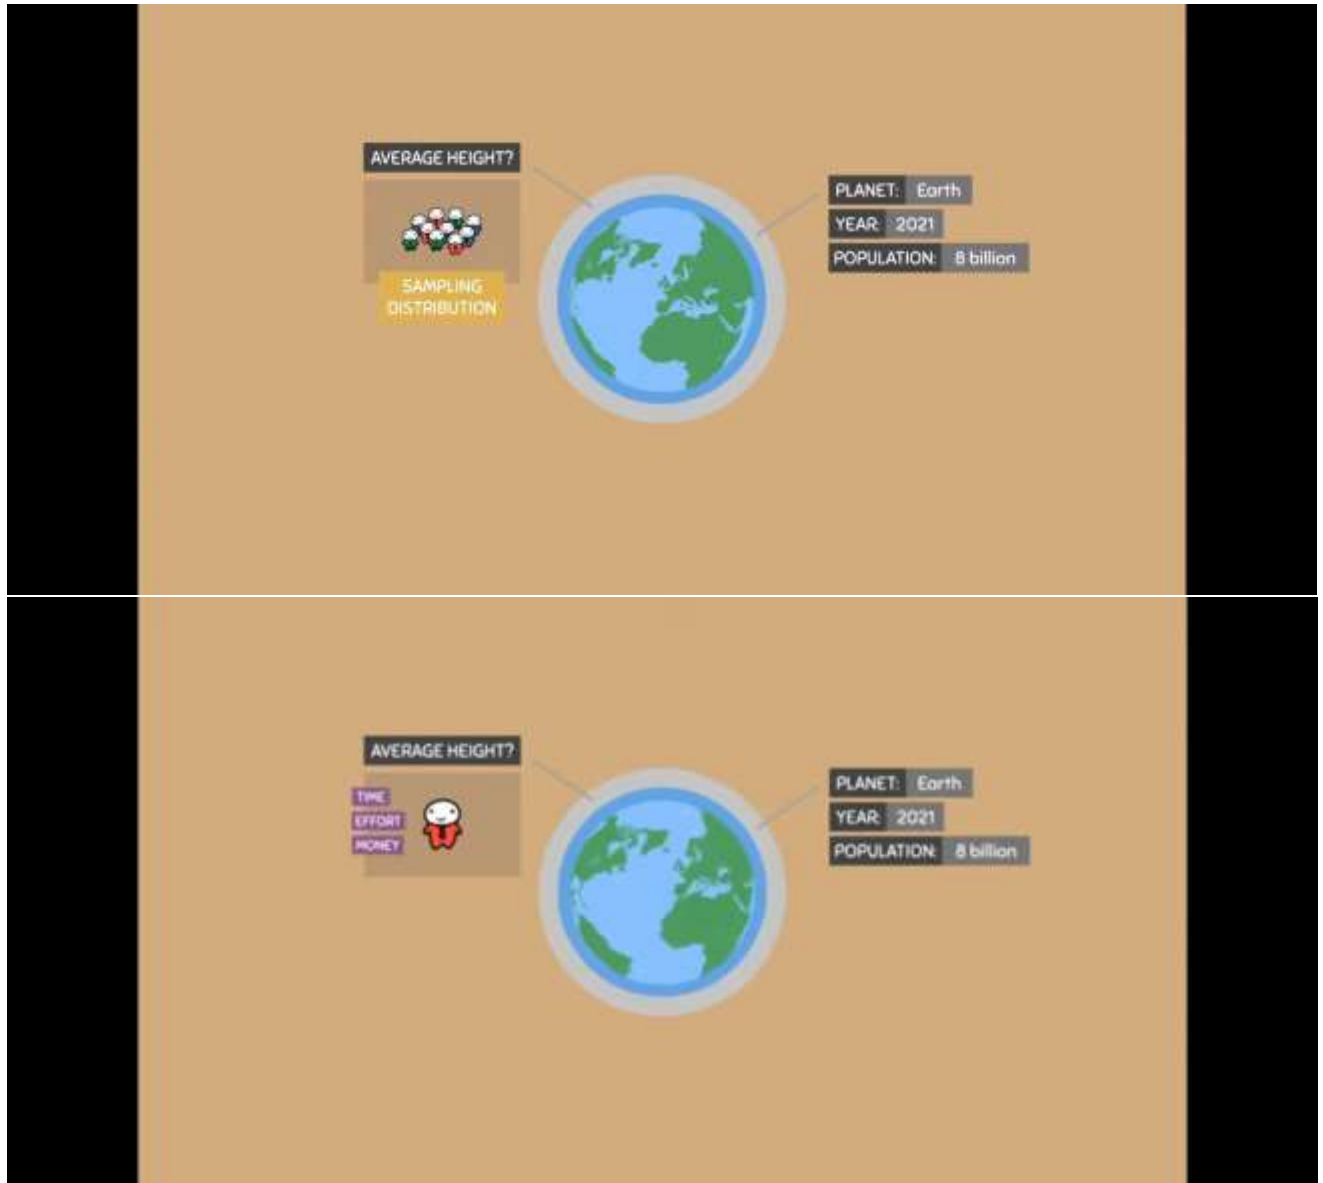 AVERAGE HEIGHT?
SAMPLING
DISTRIBUTION
PLANET: Earth
YEAR: 2021
POPULATION: 8 billion
AVERAGE HEIGHT?
TIME
EFFORT
MONEY
PLANET: Earth
YEAR: 2021
POPULATION: 8 billion